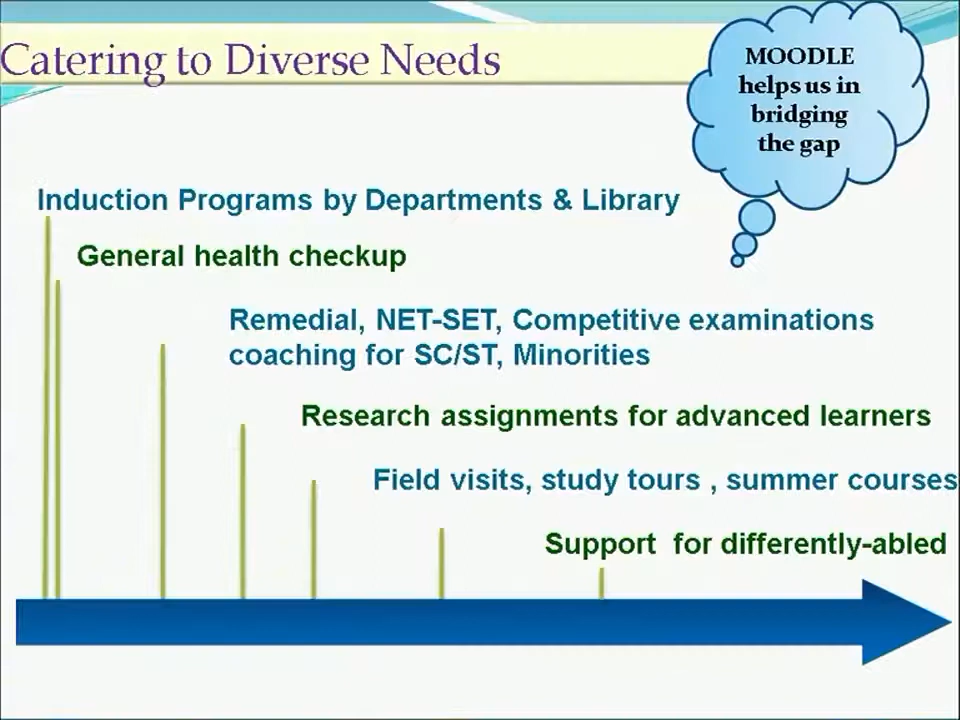 Catering to Diverse Needs
MOODLE
helps us in
bridging
the gap
Induction Programs by Departments & Library
General health checkup
Remedial, NET-SET, Competitive examinations
coaching for SC/ST, Minorities
Research assignments for advanced learners
Field visits, study tours , summer courses
Support for differently-abled